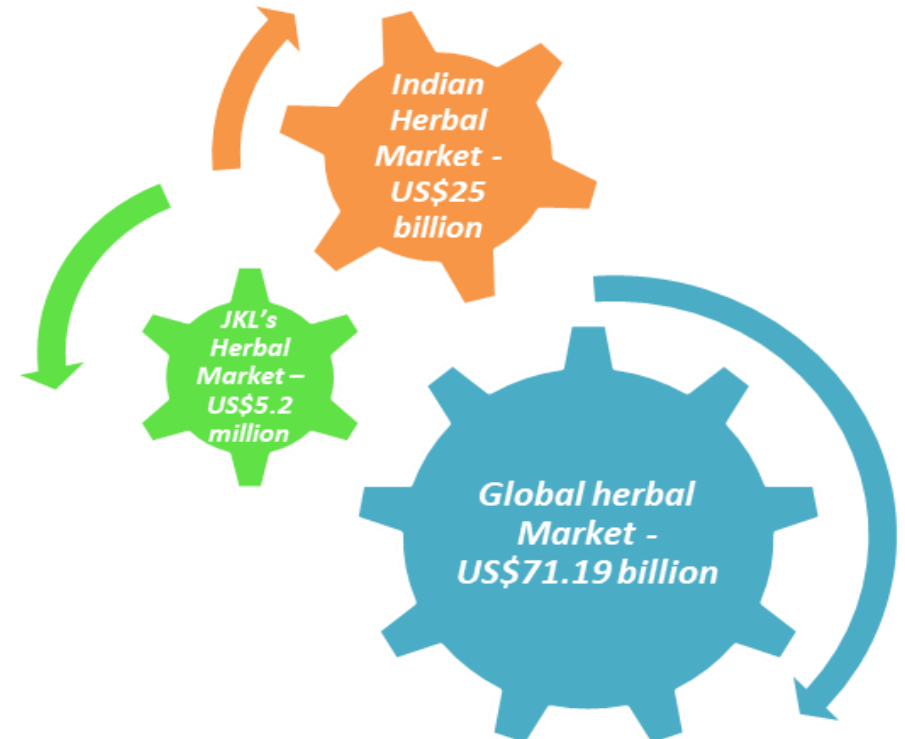 Indian
Herbal
Market -
US$25
billion
JKL’s
Herbal
Market –
US$5.2
million
Global herbal
Market -
US$71.19 billion